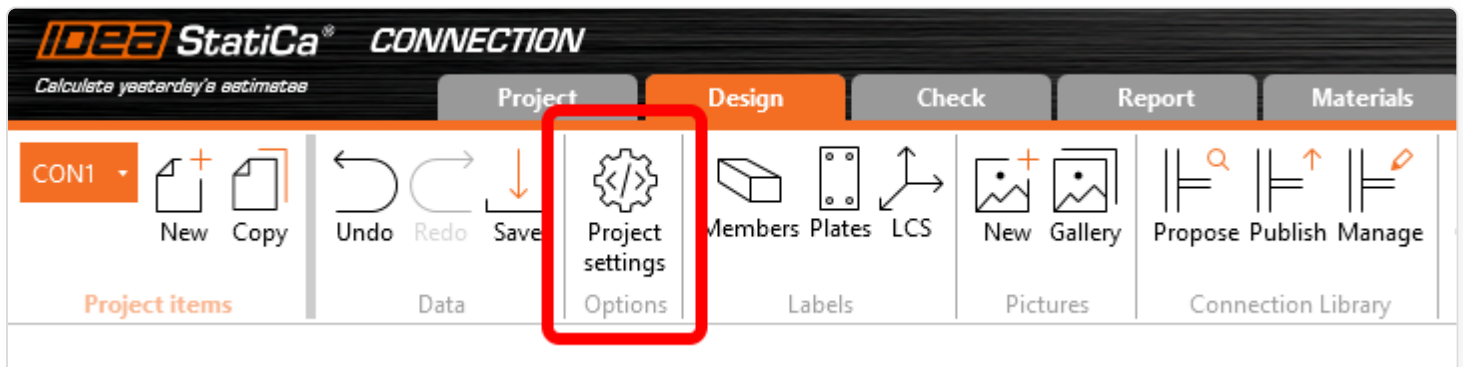 IDEA StatiCa® CONNECTION
Calculate yesterday's estimates
Project Design Check Report Materials
CON1 New Copy Undo Redo Save Project settings Members Plates LCS New Gallery Propose Publish Manage
Project items Data Options Labels Pictures Connection Library